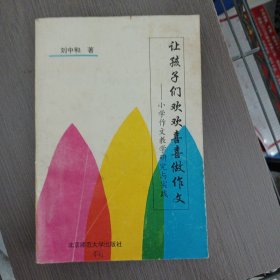 刘中和 著
让孩子们欢欢喜喜做作文
——小学作文教学研究与实践
北京师范大学出版社